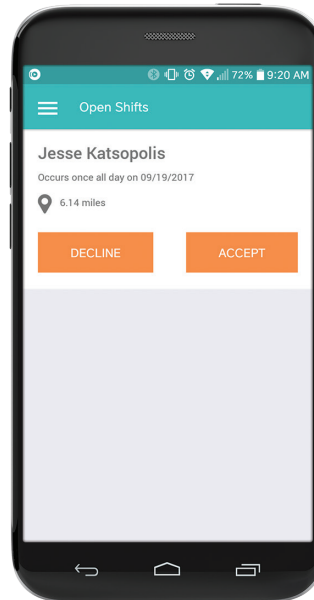 72% 9:20 AM
Open Shifts
Jesse Katsopolis
Occurs once all day on 09/19/2017
6.14 miles
DECLINE ACCEPT